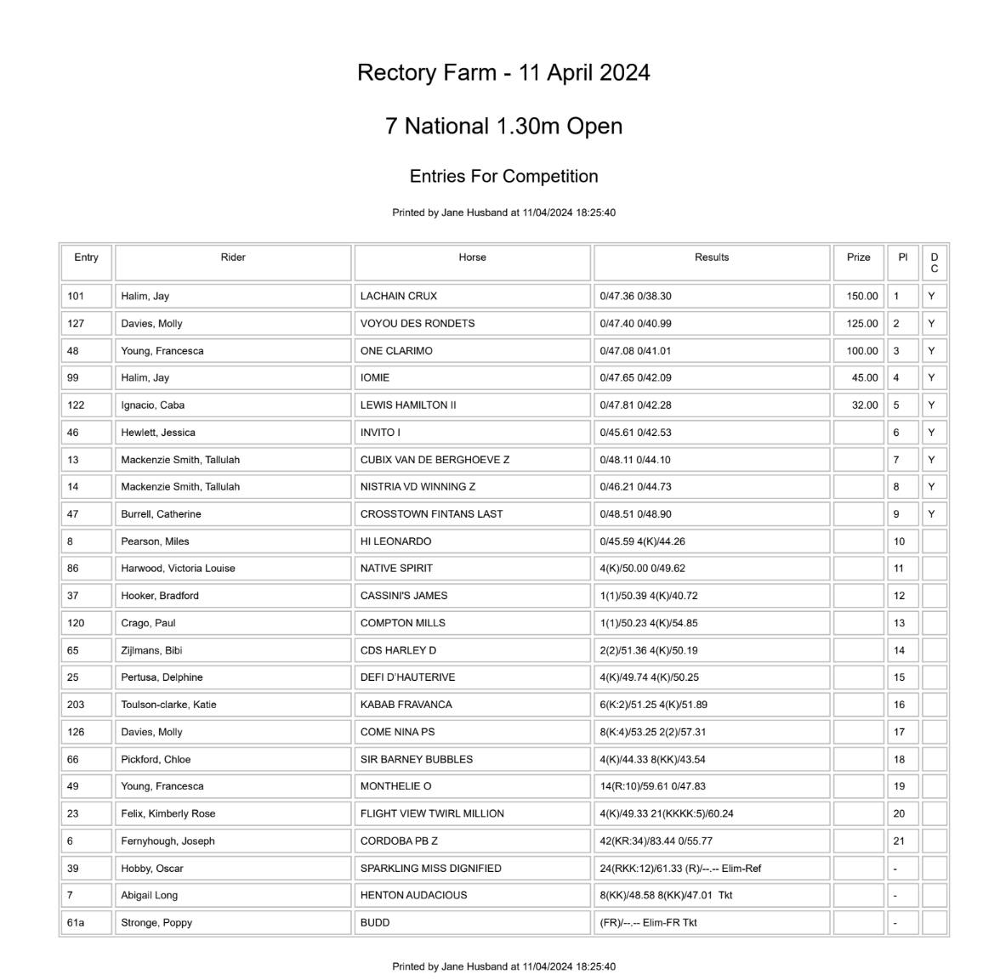 Rectory Farm - 11 April 2024
7 National 1.30m Open
Entries For Competition
Printed by Jane Husband at 11/04/2024 18:25:40
Entry Rider Horse Results Prize Pl D C
101 Halim, Jay LACHAIN CRUX 0/47.36 0/38.30 150.00 1 Y
127 Davies, Molly VOYOU DES RONDETS 0/47.40 0/40.99 125.00 2 Y
48 Young, Francesca ONE CLARIMO 0/47.08 0/41.01 100.00 3 Y
99 Halim, Jay IOMIE 0/47.65 0/42.09 45.00 4 Y
122 Ignacio, Caba LEWIS HAMILTON II 0/47.81 0/42.28 32.00 5 Y
46 Hewlett, Jessica INVITO I 0/45.61 0/42.53 6 Y
13 Mackenzie Smith, Tallulah CUBIX VAN DE BERGHOEVE Z 0/48.11 0/44.10 7 Y
14 Mackenzie Smith, Tallulah NISTRIA VD WINNING Z 0/46.21 0/44.73 8 Y
47 Burrell, Catherine CROSSTOWN FINTANS LAST 0/48.51 0/48.90 9 Y
8 Pearson, Miles HI LEONARDO 0/45.59 4(K)/44.26 10
86 Harwood, Victoria Louise NATIVE SPIRIT 4(K)/50.00 0/49.62 11
37 Hooker, Bradford CASSINI'S JAMES 1(1)/50.39 4(K)/40.72 12
120 Crago, Paul COMPTON MILLS 1(1)/50.23 4(K)/54.85 13
65 Zijlmans, Bibi CDS HARLEY D 2(2)/51.36 4(K)/50.19 14
25 Pertusa, Delphine DEFI D'HAUTERIVE 4(K)/49.74 4(K)/50.25 15
203 Toulson-clarke, Katie KABAB FRAVANCA 6(K:2)/51.25 4(K)/51.89 16
126 Davies, Molly COME NINA PS 8(K:4)/53.25 2(2)/57.31 17
66 Pickford, Chloe SIR BARNEY BUBBLES 4(K)/44.33 8(KK)/43.54 18
49 Young, Francesca MONTHELIE O 14(R:10)/59.61 0/47.83 19
23 Felix, Kimberly Rose FLIGHT VIEW TWIRL MILLION 4(K)/49.33 21(KKKK:5)/60.24 20
6 Fernyhough, Joseph CORDOBA PB Z 42(KR:34)/83.44 0/55.77 21
39 Hobby, Oscar SPARKLING MISS DIGNIFIED 24(RKK:12)/61.33 (R)/--.-- Elim-Ref -
7 Abigail Long HENTON AUDACIOUS 8(KK)/48.58 8(KK)/47.01 Tkt -
61a Stronge, Poppy BUDD (FR)/--.-- Elim-FR Tkt -
Printed by Jane Husband at 11/04/2024 18:25:40